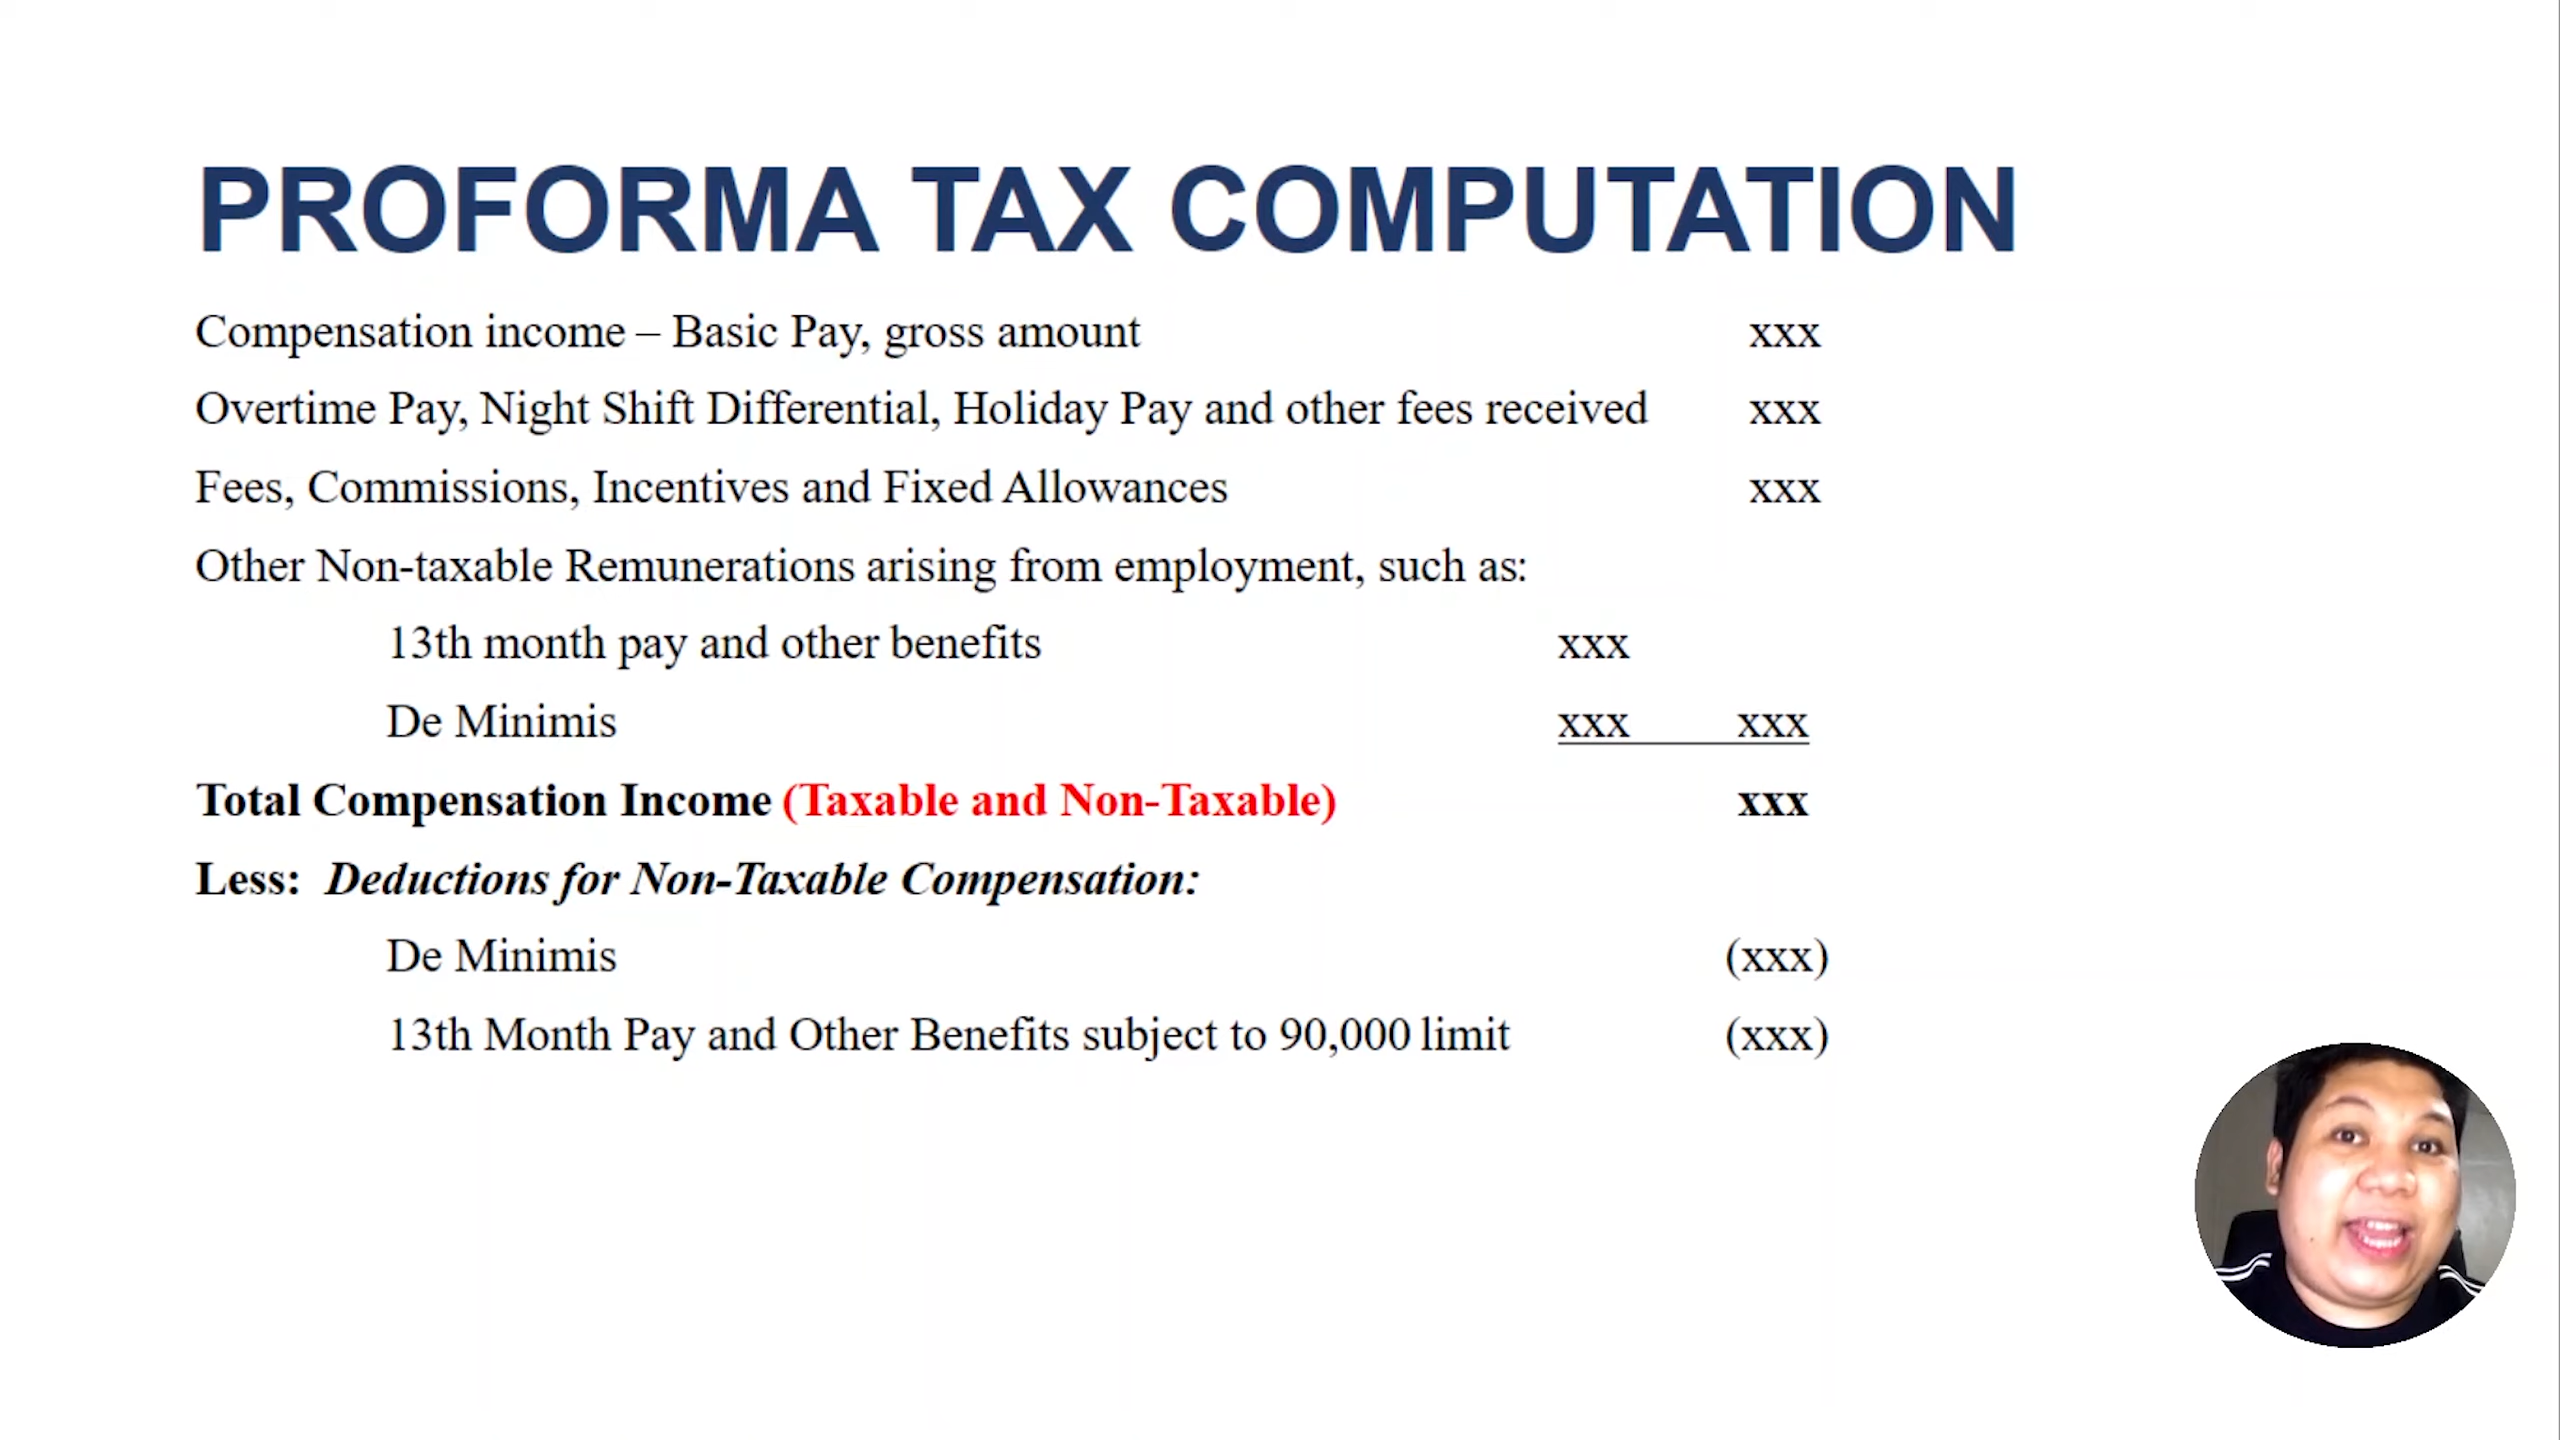 PROFORMA TAX COMPUTATION
Compensation income – Basic Pay, gross amount xxx
Overtime Pay, Night Shift Differential, Holiday Pay and other fees received xxx
Fees, Commissions, Incentives and Fixed Allowances xxx
Other Non-taxable Remunerations arising from employment, such as:
13th month pay and other benefits xxx
De Minimis xxx xxx
Total Compensation Income (Taxable and Non-Taxable) xxx
Less: Deductions for Non-Taxable Compensation:
De Minimis (xxx)
13th Month Pay and Other Benefits subject to 90,000 limit (xxx)